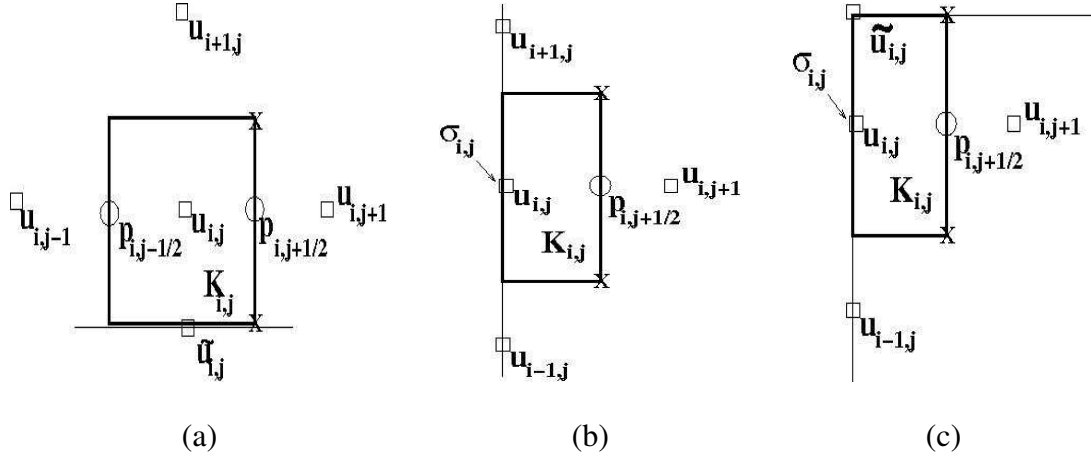 u_{i+1,j}
u_{i,j-1}
p_{i,j-1/2}
u_{i,j}
p_{i,j+1/2}
u_{i,j+1}
K_{i,j}
ũ_{i,j}
X
X
(a)
u_{i+1,j}
X
σ_{i,j}
u_{i,j}
p_{i,j+1/2}
u_{i,j+1}
K_{i,j}
X
u_{i-1,j}
(b)
X
ũ_{i,j}
σ_{i,j}
u_{i,j}
p_{i,j+1/2}
u_{i,j+1}
K_{i,j}
X
u_{i-1,j}
(c)